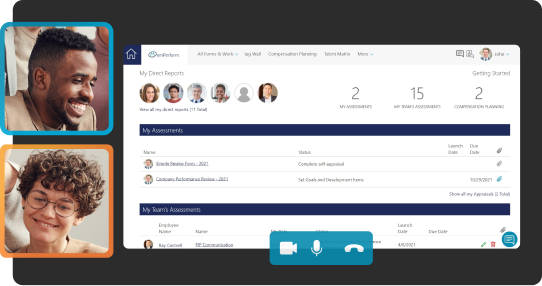 emPerform
All Forms & Work
Jay Wall
Compensation Planning
Talent Matrix
More
John
My Direct Reports
Getting Started
2
15
2
MY ASSESSMENTS
MY TEAM'S ASSESSMENTS
COMPENSATION PLANNING
View all my direct reports (11 Total)
My Assessments
Launch
Due
Name
Status
Date
Date
Simple Review Form - 2021
Complete self-appraisal
Company Performance Review - 2021
Set Goals and Development Items
10/29/2021
Show all my Appraisals (2 Total)
My Team's Assessments
Employee
Launch
Name
Name
Status
Date
Due Date
Ray Cantrell
PIP Communication
4/6/2021